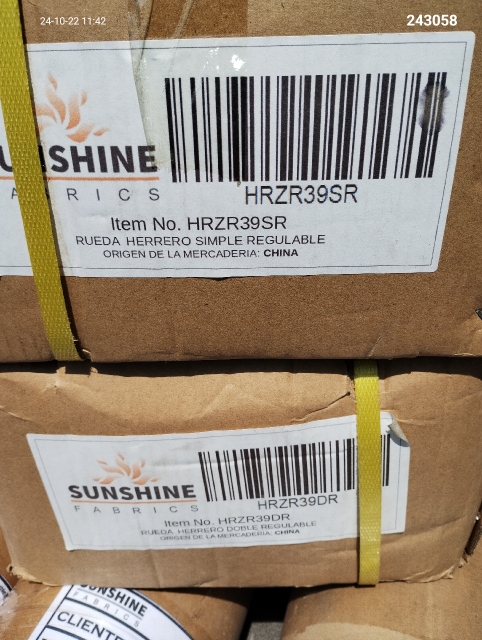 24-10-22 11:42
243058
SUNSHINE
FABRICS
HRZR39SR
Item No. HRZR39SR
RUEDA HERRERO SIMPLE REGULABLE
ORIGEN DE LA MERCADERIA: CHINA
SUNSHINE
FABRICS
HRZR39DR
Item No. HRZR39DR
RUEDA HERRERO DOBLE REGULABLE
ORIGEN DE LA MERCADERIA: CHINA
SUNSHINE
FABRICS
CLIENTE